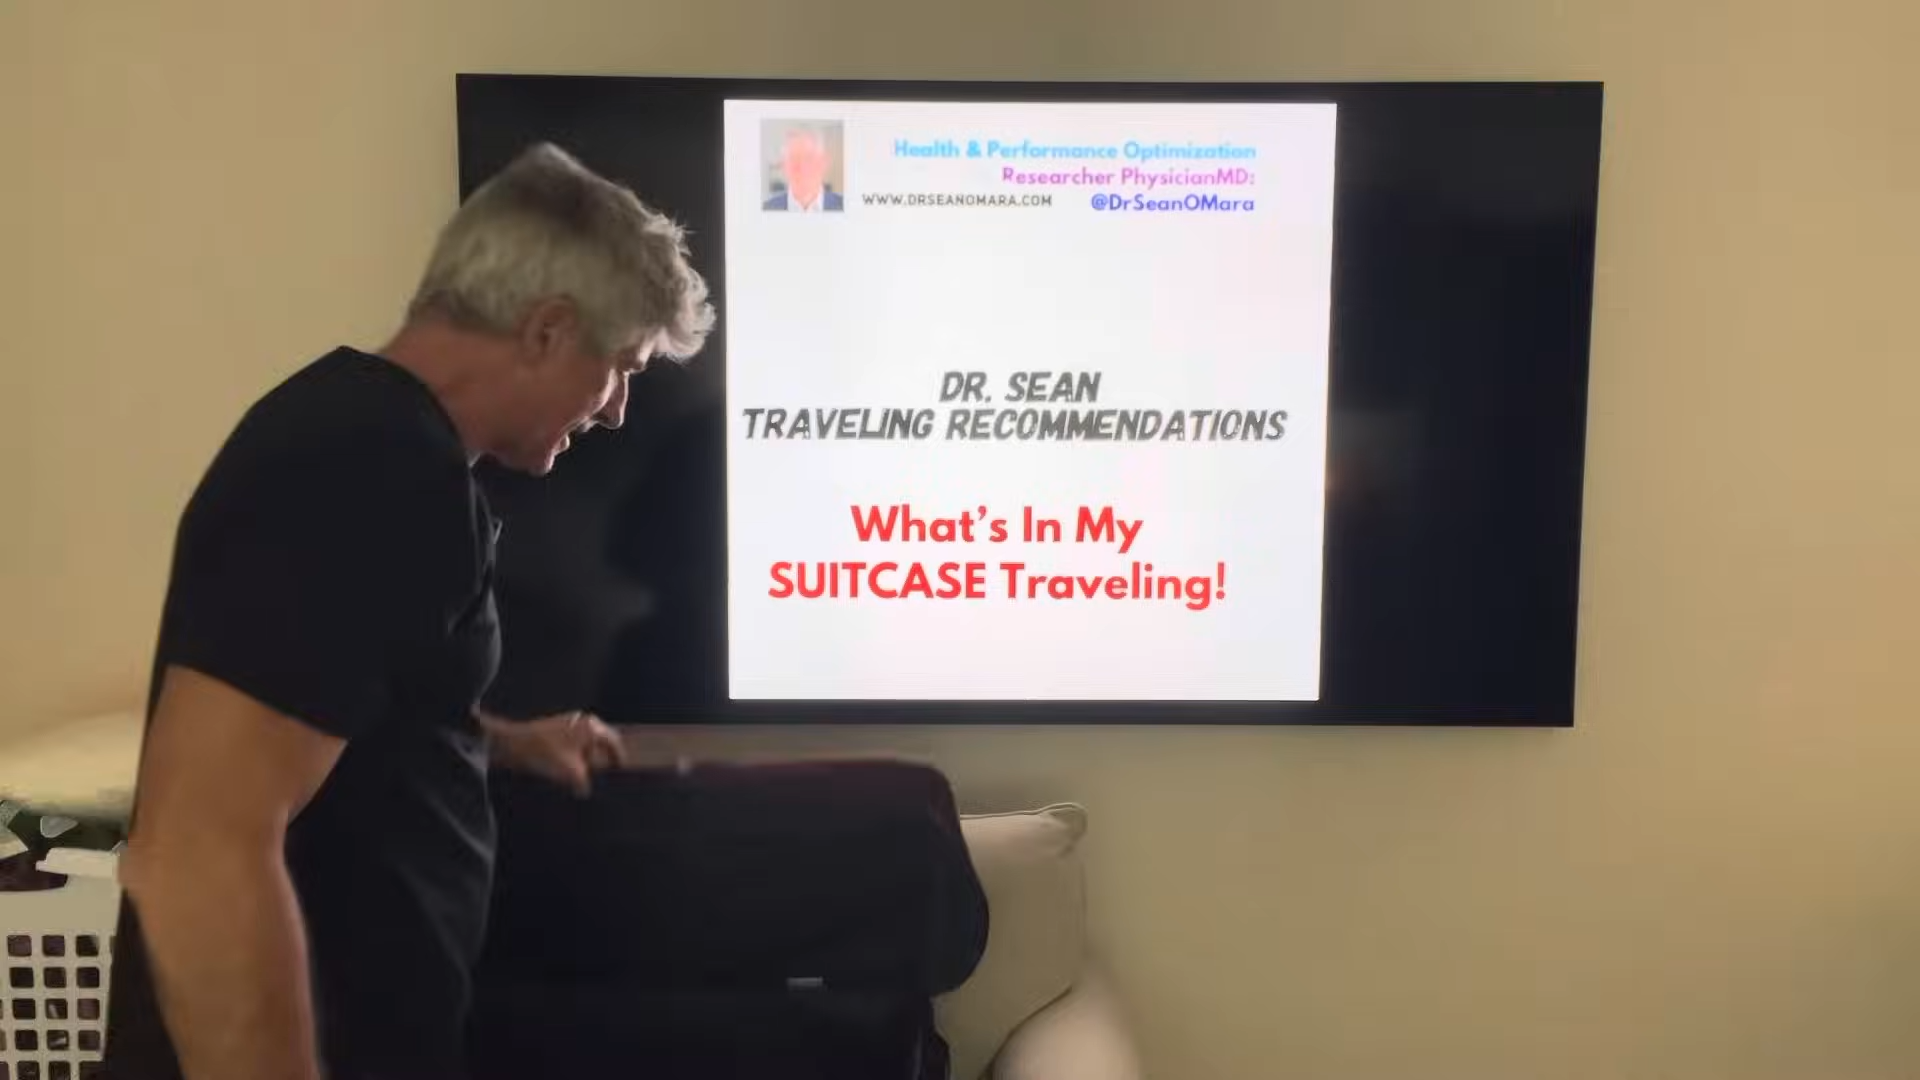 Health & Performance Optimization
Researcher PhysicianMD:
WWW.DRSEANOMARA.COM @DrSeanOMara
DR. SEAN
TRAVELING RECOMMENDATIONS
What's In My
SUITCASE Traveling!